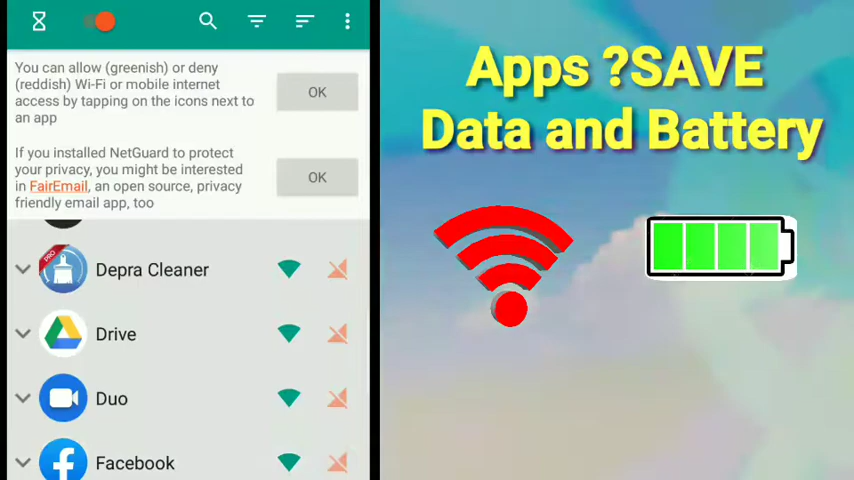 You can allow (greenish) or deny
(reddish) Wi-Fi or mobile internet
access by tapping on the icons next to
an app
OK
If you installed NetGuard to protect
your privacy, you might be interested
in FairEmail, an open source, privacy
friendly email app, too
OK
PRO
Depra Cleaner
Drive
Duo
Facebook
Apps ?SAVE
Data and Battery